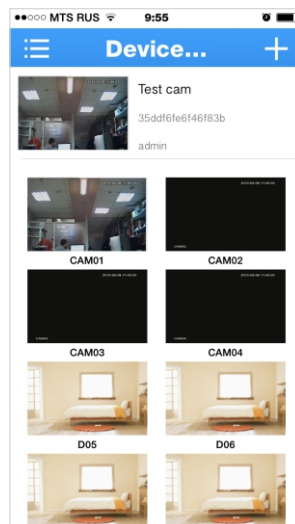 MTS RUS 9:55
Device...
Test cam
35ddf6fe6f46f83b
admin
CAM01 CAM02
CAM03 CAM04
D05 D06